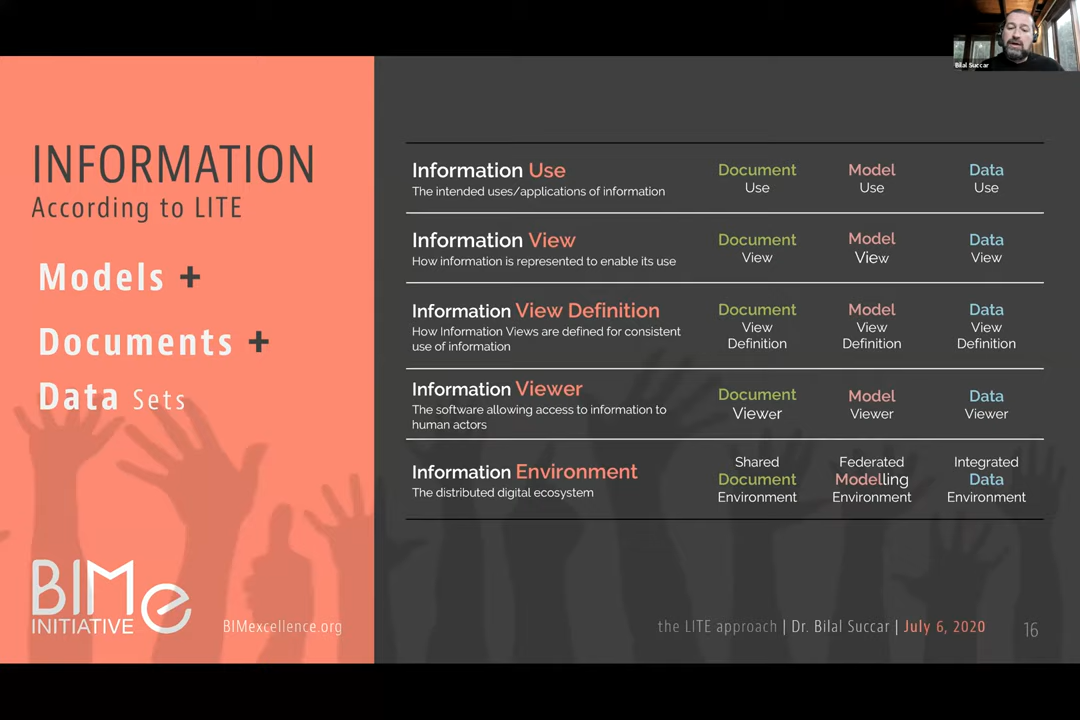 Bilal Succar
INFORMATION
According to LITE
Models +
Documents +
Data Sets
BIMe
INITIATIVE
BIMexcellence.org
Information Use
The intended uses/applications of information
Document
Use
Model
Use
Data
Use
Information View
How information is represented to enable its use
Document
View
Model
View
Data
View
Information View Definition
How Information Views are defined for consistent
use of information
Document
View
Definition
Model
View
Definition
Data
View
Definition
Information Viewer
The software allowing access to information to
human actors
Document
Viewer
Model
Viewer
Data
Viewer
Information Environment
The distributed digital ecosystem
Shared
Document
Environment
Federated
Modelling
Environment
Integrated
Data
Environment
the LITE approach | Dr. Bilal Succar | July 6, 2020
16